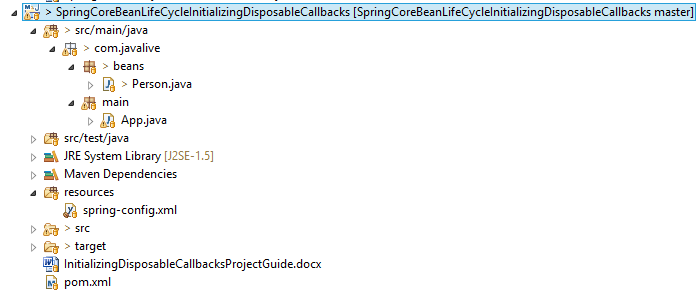 > SpringCoreBeanLifeCycleInitializingDisposableCallbacks [SpringCoreBeanLifeCycleInitializingDisposableCallbacks master]
> src/main/java
> com.javalive
> beans
> Person.java
main
> App.java
src/test/java
JRE System Library [J2SE-1.5]
Maven Dependencies
resources
spring-config.xml
> src
> target
InitializingDisposableCallbacksProjectGuide.docx
pom.xml